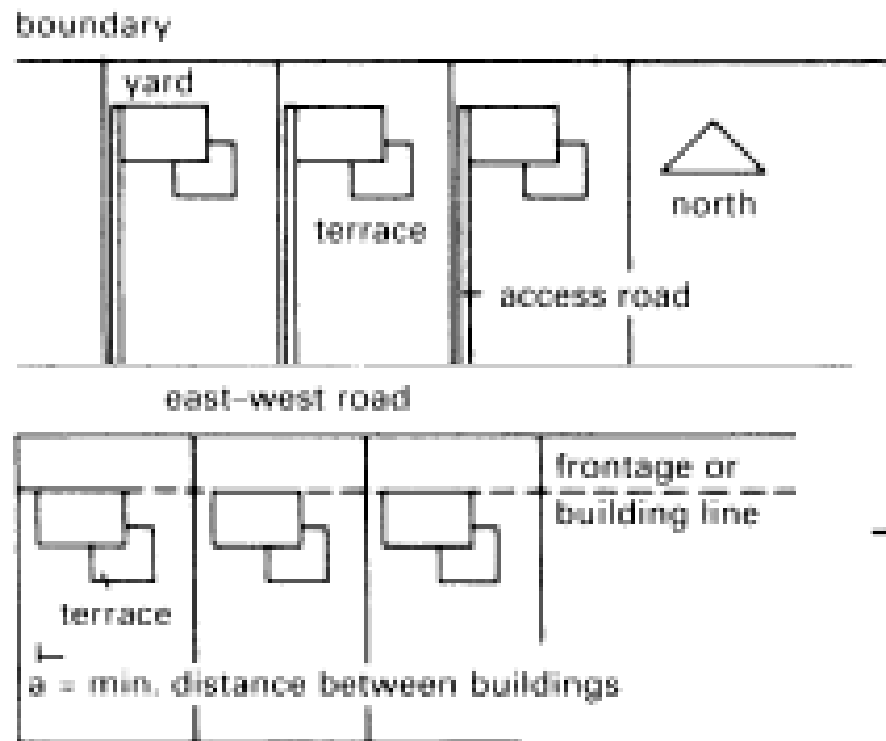 boundary
yard
north
terrace
access road
east-west road
frontage or
building line
terrace
a = min. distance between buildings